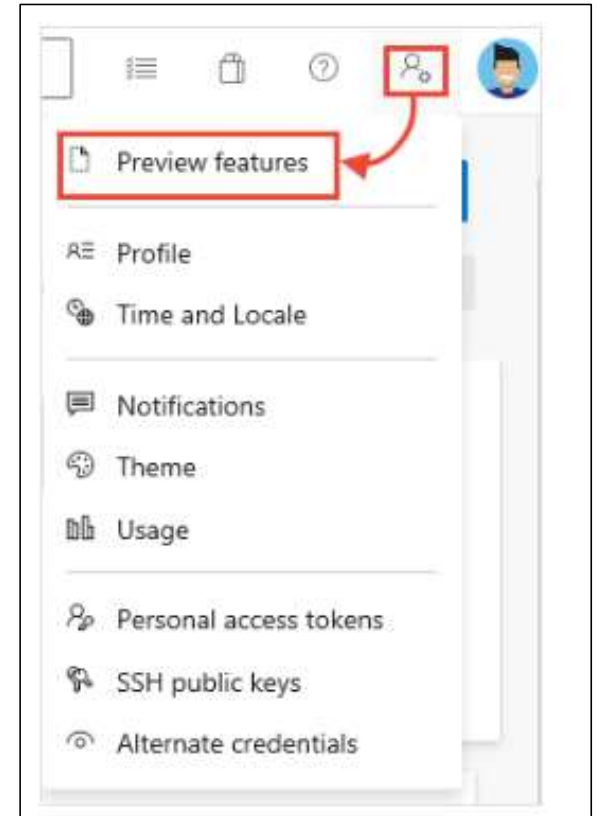 Preview features
Profile
Time and Locale
Notifications
Theme
Usage
Personal access tokens
SSH public keys
Alternate credentials